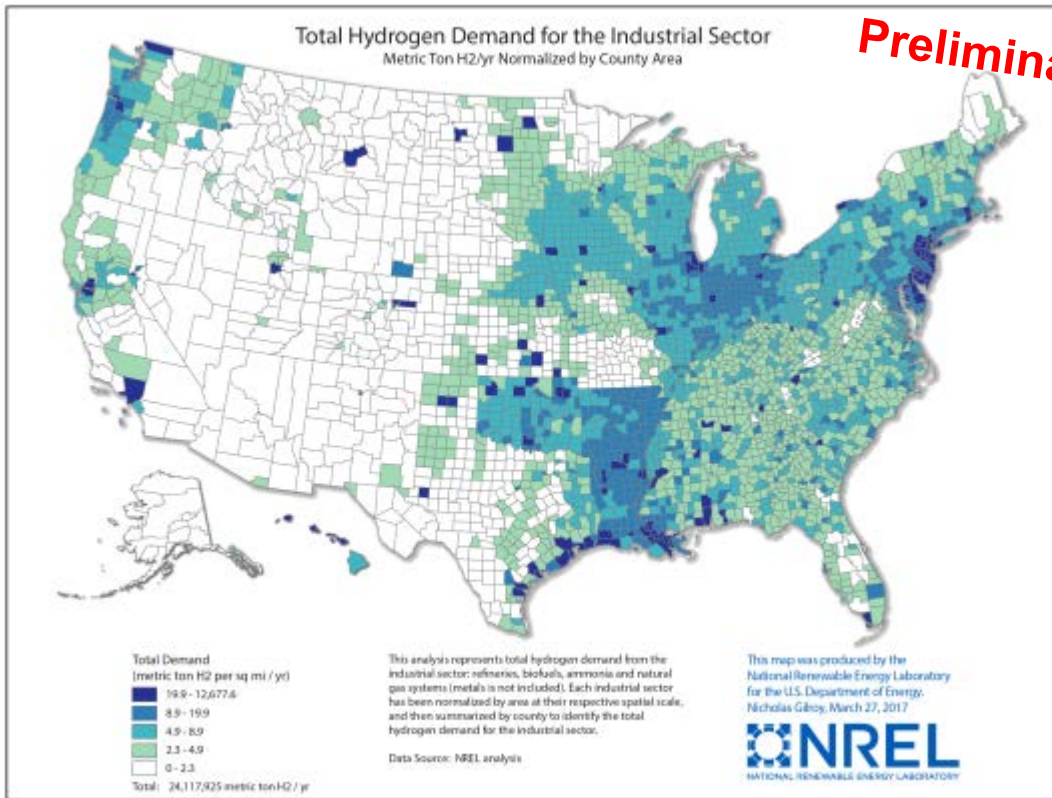 Total Hydrogen Demand for the Industrial Sector
Metric Ton H2/yr Normalized by County Area
Prelimina
Total Demand
(metric ton H2 per sq mi / yr)
19.9 - 12,677.6
8.9 - 19.9
4.9 - 8.9
2.3 - 4.9
0 - 2.3
Total: 24,117,925 metric ton H2 / yr
This analysis represents total hydrogen demand from the
industrial sector: refineries, biofuels, ammonia and natural
gas systems (metals is not included). Each industrial sector
has been normalized by area at their respective spatial scale,
and then summarized by county to identify the total
hydrogen demand for the industrial sector.
Data Source: NREL analysis
This map was produced by the
National Renewable Energy Laboratory
for the U.S. Department of Energy.
Nicholas Gilroy, March 27, 2017
NREL
NATIONAL RENEWABLE ENERGY LABORATORY